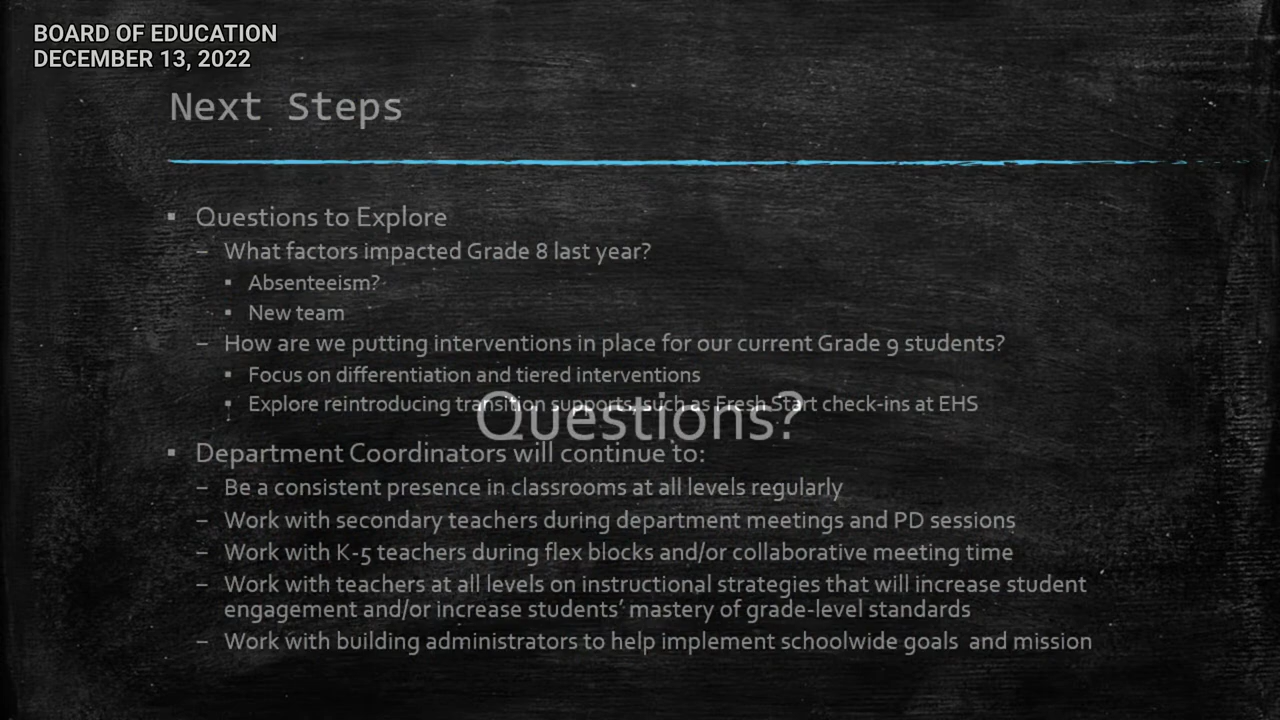 BOARD OF EDUCATION
DECEMBER 13, 2022
Next Steps
▪ Questions to Explore
– What factors impacted Grade 8 last year?
▪ Absenteeism?
▪ New team
– How are we putting interventions in place for our current Grade 9 students?
▪ Focus on differentiation and tiered interventions
▪ Explore reintroducing transition supports, such as Fresh Start check-ins at EHS
Questions?
▪ Department Coordinators will continue to:
– Be a consistent presence in classrooms at all levels regularly
– Work with secondary teachers during department meetings and PD sessions
– Work with K-5 teachers during flex blocks and/or collaborative meeting time
– Work with teachers at all levels on instructional strategies that will increase student
engagement and/or increase students’ mastery of grade-level standards
– Work with building administrators to help implement schoolwide goals and mission